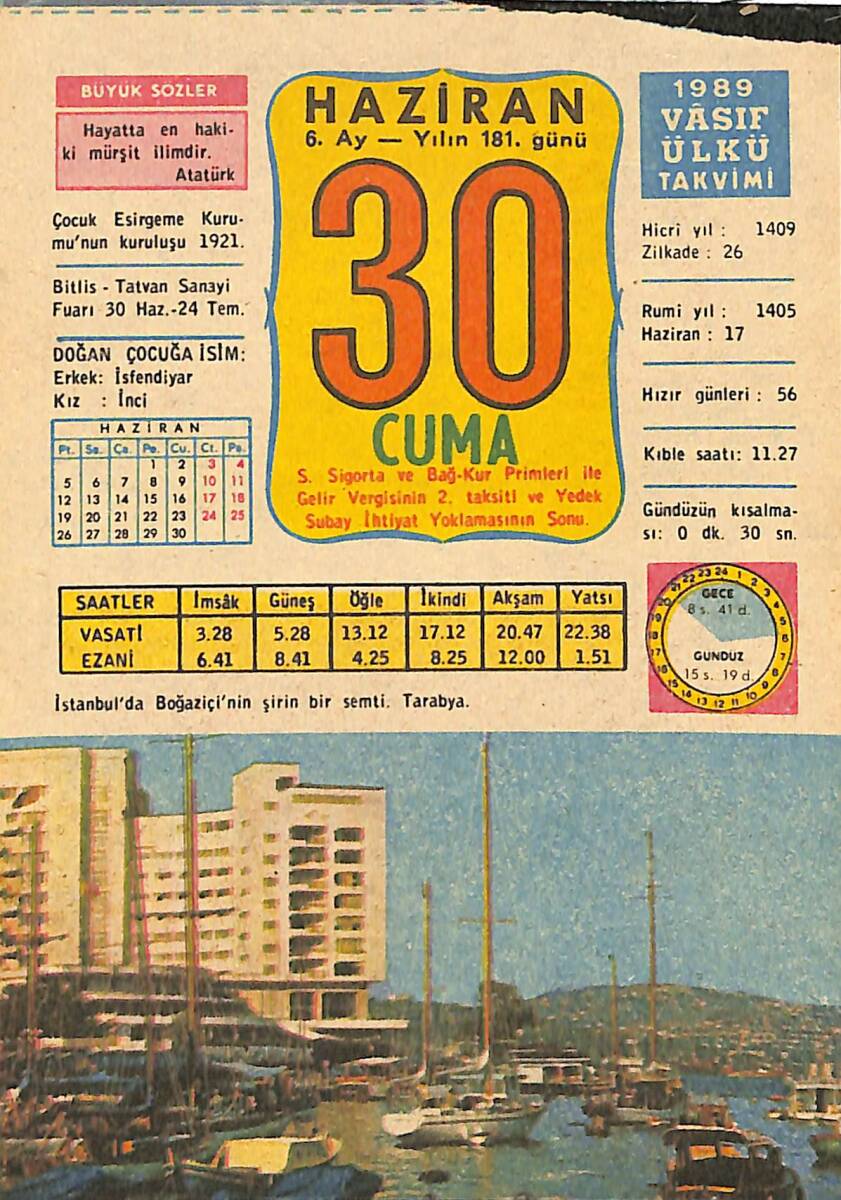 BÜYÜK SÖZLER
Hayatta en haki-
ki mürşit ilimdir.
Atatürk
Çocuk Esirgeme Kuru-
mu'nun kuruluşu 1921.
Bitlis - Tatvan Sanayi
Fuarı 30 Haz.-24 Tem.
DOĞAN ÇOCUĞA İSİM:
Erkek: İsfendiyar
Kız : İnci
HAZİRAN
Pt. Sa. Ça. Pe. Cu. Ct. Pa.
1 2 3 4
5 6 7 8 9 10 11
12 13 14 15 16 17 18
19 20 21 22 23 24 25
26 27 28 29 30
HAZİRAN
6. Ay — Yılın 181. günü
30
CUMA
S. Sigorta ve Bağ-Kur Primleri ile
Gelir Vergisinin 2. taksiti ve Yedek
Subay İhtiyat Yoklamasının Sonu.
1989
VÂSIF
ÜLKÜ
TAKVİMİ
Hicri yıl : 1409
Zilkade : 26
Rumi yıl : 1405
Haziran : 17
Hızır günleri : 56
Kıble saatı: 11.27
Gündüzün kısalma-
sı: 0 dk. 30 sn.
SAATLER İmsâk Güneş Öğle İkindi Akşam Yatsı
VASATİ 3.28 5.28 13.12 17.12 20.47 22.38
EZANİ 6.41 8.41 4.25 8.25 12.00 1.51
GECE
8 s. 41 d.
GÜNDÜZ
15 s. 19 d.
İstanbul'da Boğaziçi'nin şirin bir semti. Tarabya.